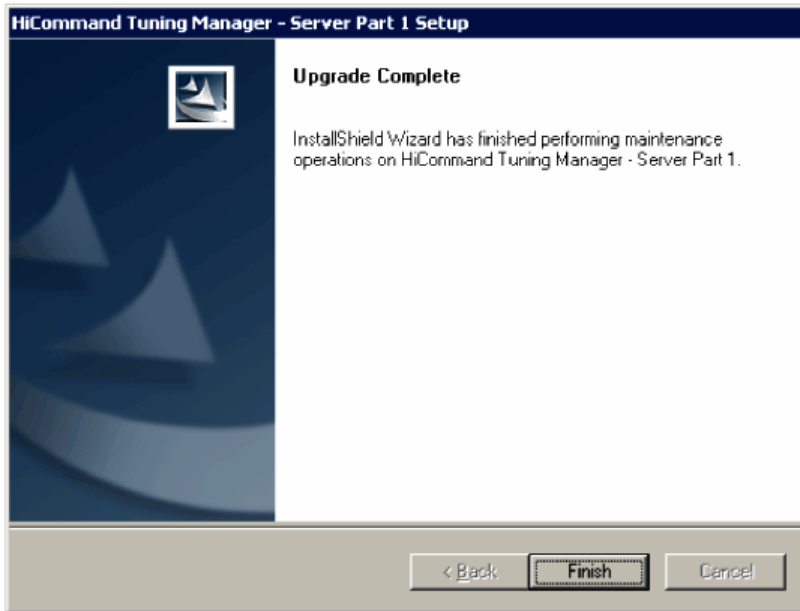 HiCommand Tuning Manager - Server Part 1 Setup
Upgrade Complete
InstallShield Wizard has finished performing maintenance
operations on HiCommand Tuning Manager - Server Part 1.
< Back Finish Cancel